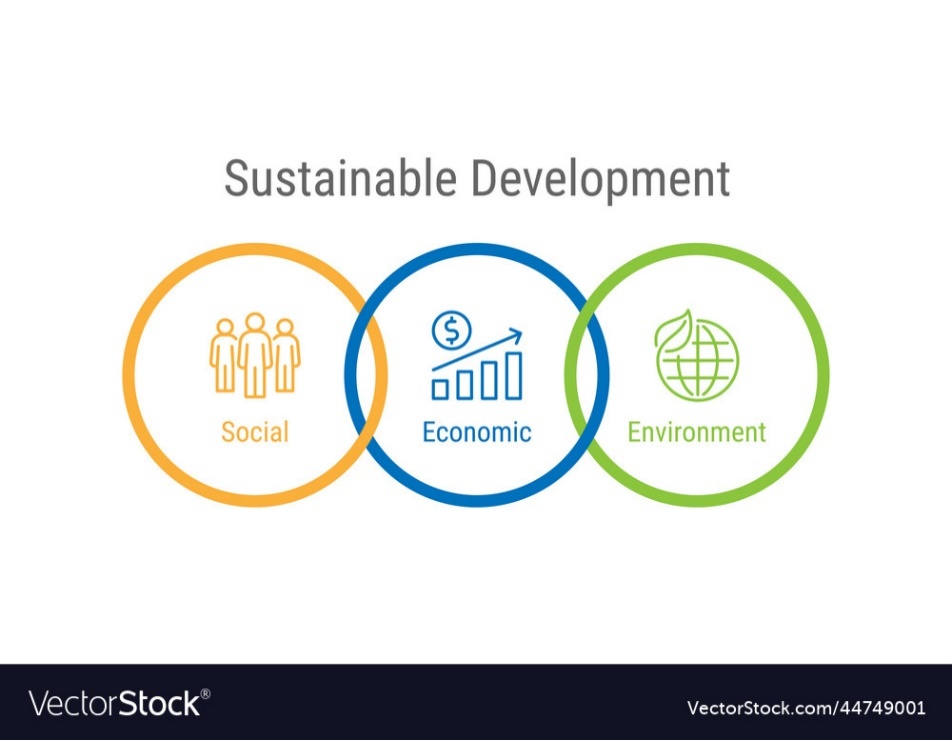 Sustainable Development
$
Social
Economic
Environment
VectorStock®
VectorStock.com/44749001